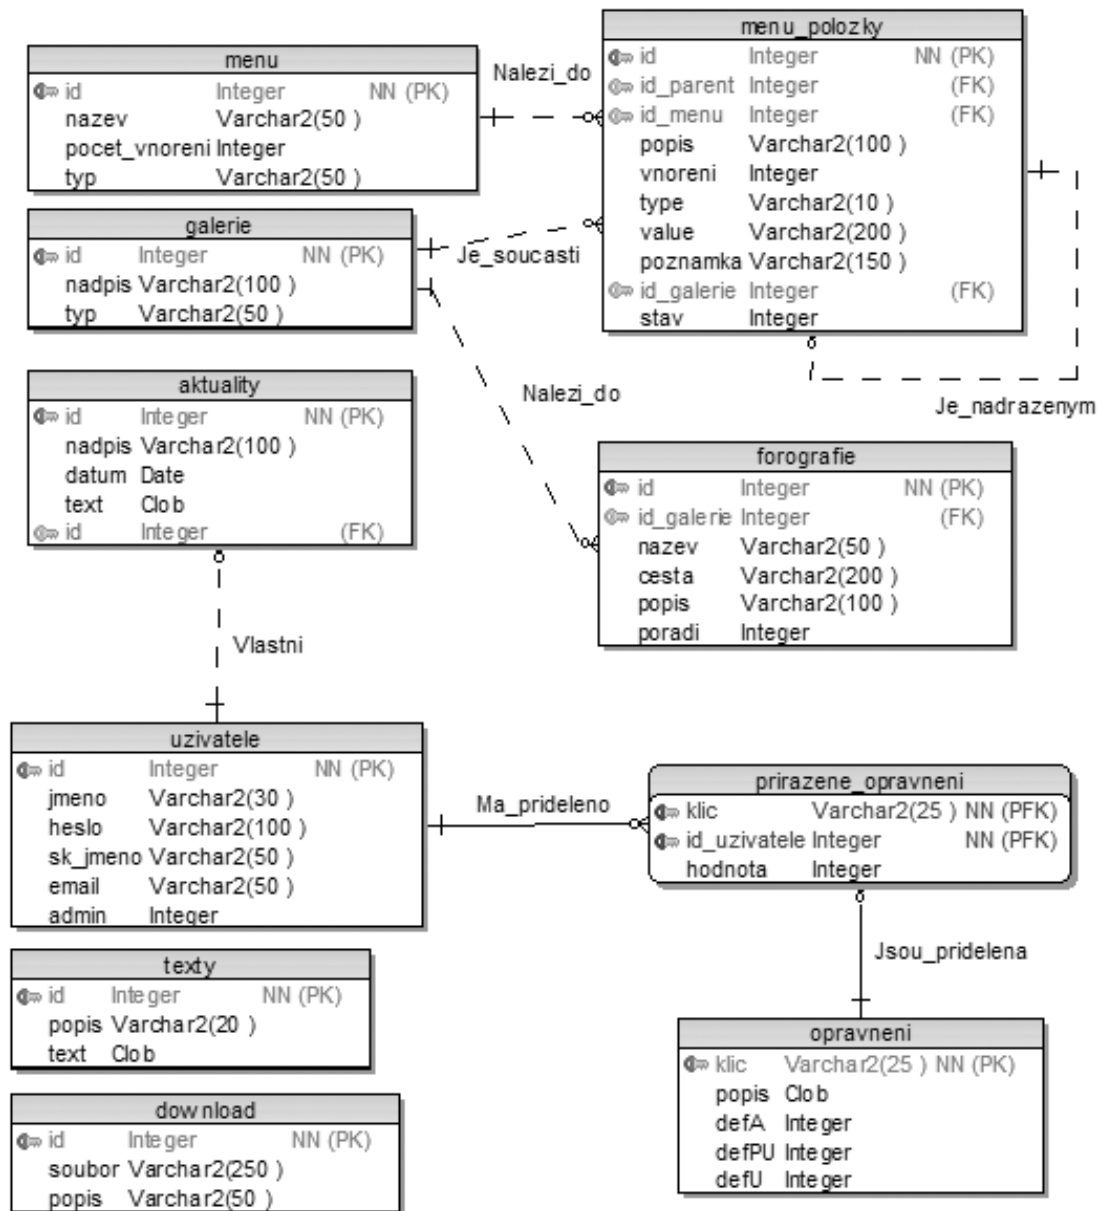 menu
id Integer NN (PK)
nazev Varchar2(50 )
pocet_vnoreni Integer
typ Varchar2(50 )
Nalezi_do
menu_polozky
id Integer NN (PK)
id_parent Integer (FK)
id_menu Integer (FK)
popis Varchar2(100 )
vnoreni Integer
type Varchar2(10 )
value Varchar2(200 )
poznamka Varchar2(150 )
id_galerie Integer (FK)
stav Integer
galerie
id Integer NN (PK)
nadpis Varchar2(100 )
typ Varchar2(50 )
Je_soucasti
Nalezi_do
Je_nadrazenym
aktuality
id Integer NN (PK)
nadpis Varchar2(100 )
datum Date
text Clob
id Integer (FK)
forografie
id Integer NN (PK)
id_galerie Integer (FK)
nazev Varchar2(50 )
cesta Varchar2(200 )
popis Varchar2(100 )
poradi Integer
Vlastni
uzivatele
id Integer NN (PK)
jmeno Varchar2(30 )
heslo Varchar2(100 )
sk_jmeno Varchar2(50 )
email Varchar2(50 )
admin Integer
Ma_prideleno
prirazene_opravneni
klic Varchar2(25 ) NN (PFK)
id_uzivatele Integer NN (PFK)
hodnota Integer
Jsou_pridelena
texty
id Integer NN (PK)
popis Varchar2(20 )
text Clob
opravneni
klic Varchar2(25 ) NN (PK)
popis Clob
defA Integer
defPU Integer
defU Integer
download
id Integer NN (PK)
soubor Varchar2(250 )
popis Varchar2(50 )